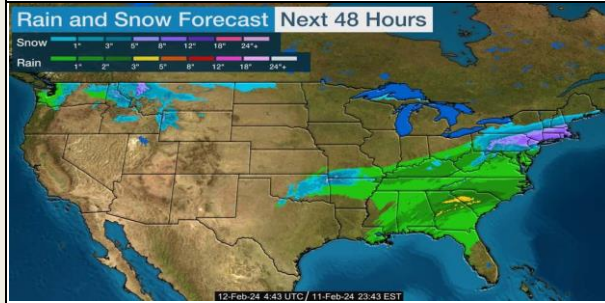 Rain and Snow Forecast Next 48 Hours
Snow
1" 3" 5" 8" 12" 18" 24"+
Rain
1" 2" 3" 5" 8" 12" 18" 24"+
12-Feb-24 4:43 UTC / 11-Feb-24 23:43 EST